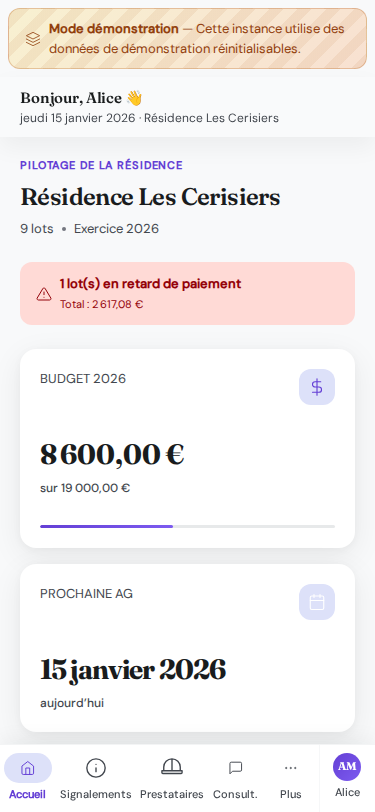 Mode démonstration — Cette instance utilise des
données de démonstration réinitialisables.
Bonjour, Alice 👋
jeudi 15 janvier 2026 · Résidence Les Cerisiers
PILOTAGE DE LA RÉSIDENCE
Résidence Les Cerisiers
9 lots • Exercice 2026
1 lot(s) en retard de paiement
Total : 2 617,08 €
BUDGET 2026
8 600,00 €
sur 19 000,00 €
PROCHAINE AG
15 janvier 2026
aujourd'hui
AM
Accueil Signalements Prestataires Consult. Plus Alice